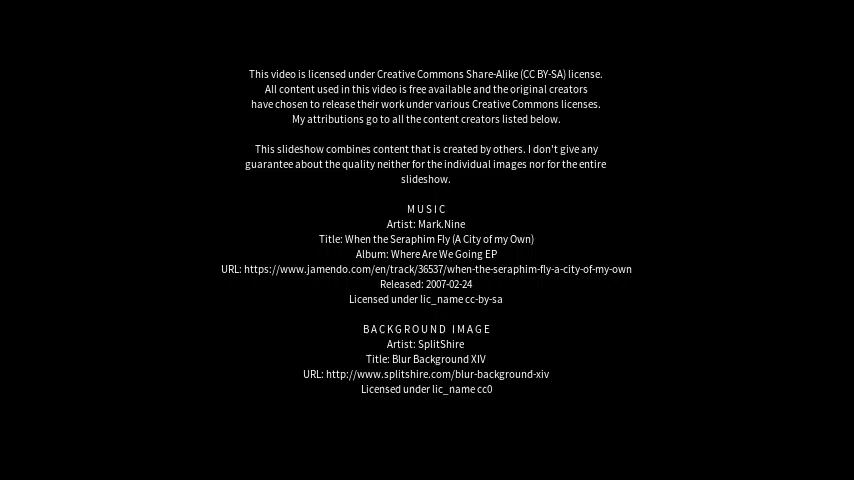 This video is licensed under Creative Commons Share-Alike (CC BY-SA) license.
All content used in this video is free available and the original creators
have chosen to release their work under various Creative Commons licenses.
My attributions go to all the content creators listed below.
This slideshow combines content that is created by others. I don't give any
guarantee about the quality neither for the individual images nor for the entire
slideshow.
MUSIC
Artist: Mark.Nine
Title: When the Seraphim Fly (A City of my Own)
Album: Where Are We Going EP
URL: https://www.jamendo.com/en/track/36537/when-the-seraphim-fly-a-city-of-my-own
Released: 2007-02-24
Licensed under lic_name cc-by-sa
BACKGROUND IMAGE
Artist: SplitShire
Title: Blur Background XIV
URL: http://www.splitshire.com/blur-background-xiv
Licensed under lic_name cc0